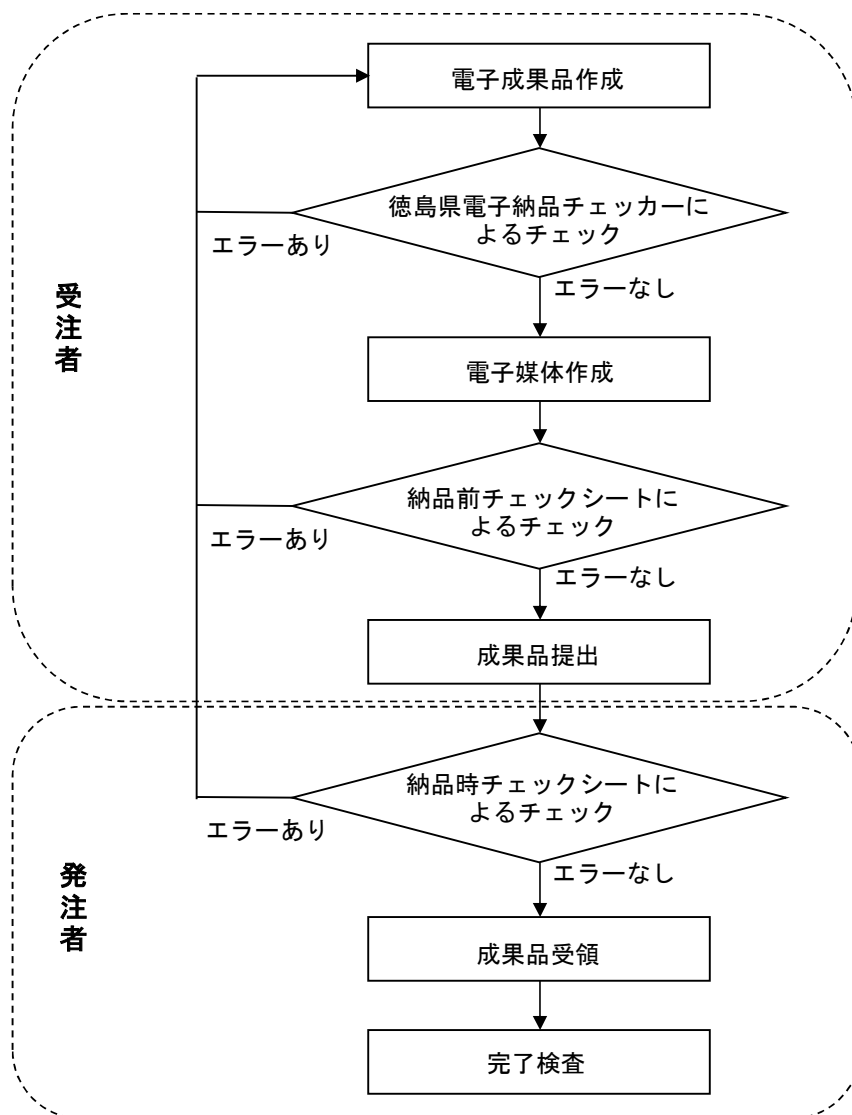 電子成果品作成
徳島県電子納品チェッカーに
よるチェック
エラーあり
エラーなし
受注者
電子媒体作成
納品前チェックシートに
よるチェック
エラーあり
エラーなし
成果品提出
納品時チェックシートに
よるチェック
エラーあり
エラーなし
発注者
成果品受領
完了検査